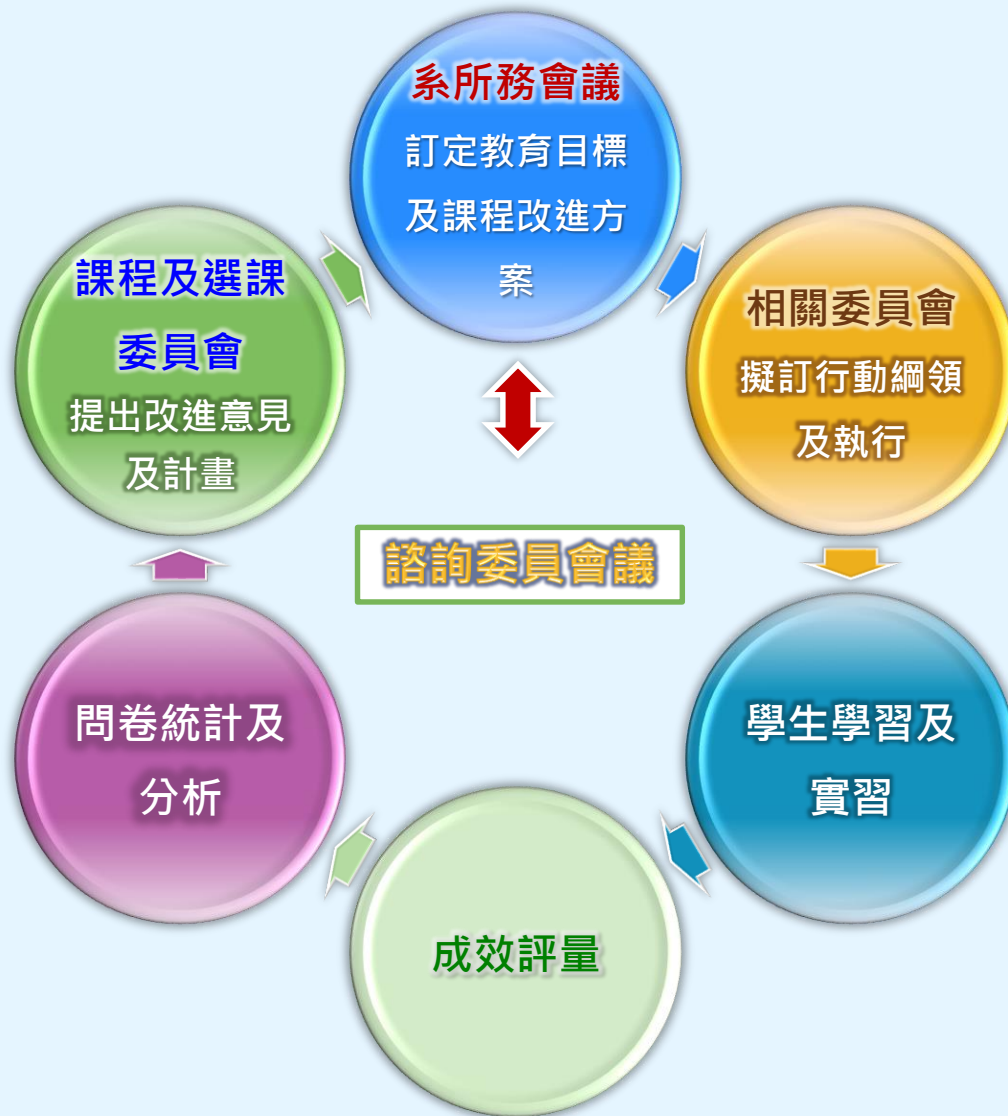 系所務會議
訂定教育目標
及課程改進方
案
相關委員會
擬訂行動綱領
及執行
學生學習及
實習
成效評量
問卷統計及
分析
課程及選課
委員會
提出改進意見
及計畫
諮詢委員會議